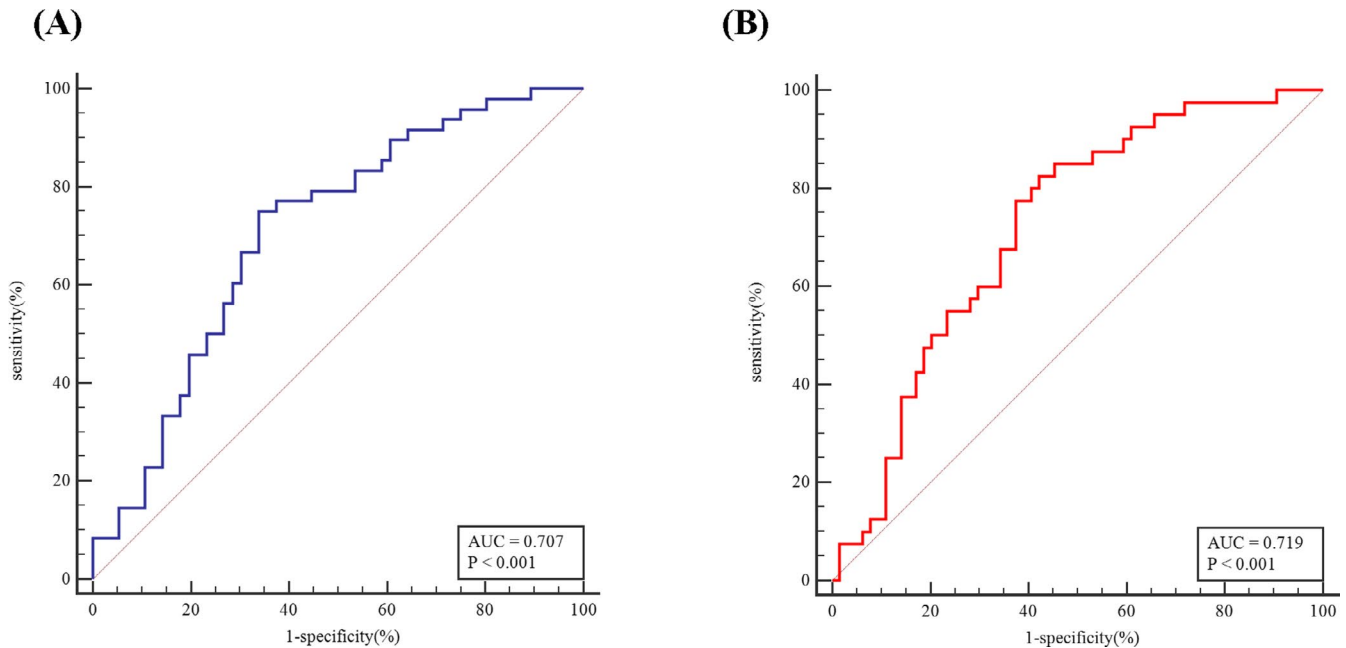 (A)
sensitivity(%)
100
80
60
40
20
0
AUC = 0.707
P < 0.001
0 20 40 60 80 100
1-specificity(%)
(B)
sensitivity(%)
100
80
60
40
20
0
AUC = 0.719
P < 0.001
0 20 40 60 80 100
1-specificity(%)